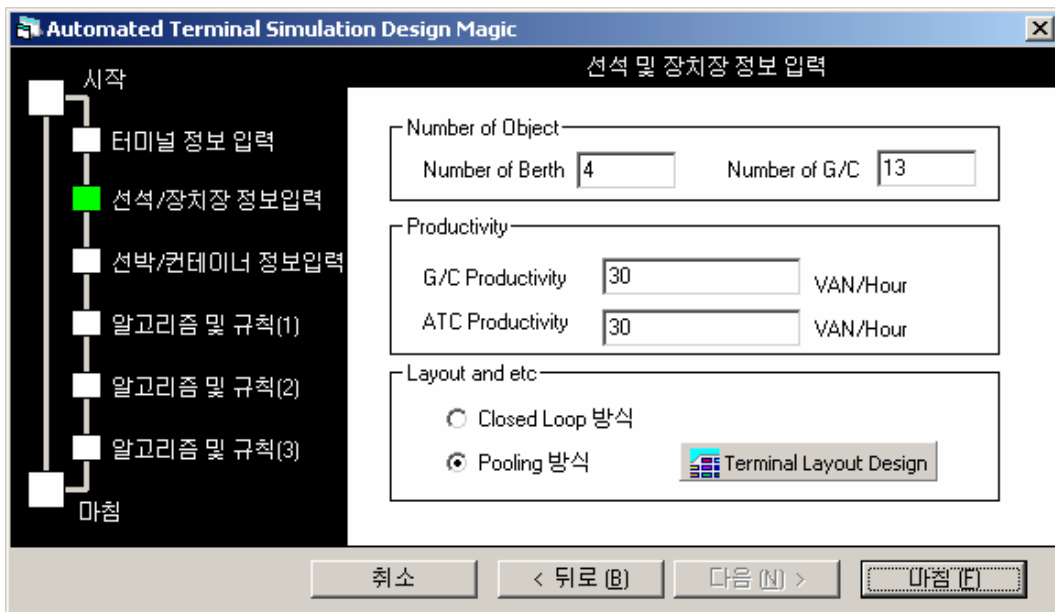 Automated Terminal Simulation Design Magic
시작
터미널 정보 입력
선석/장치장 정보입력
선박/컨테이너 정보입력
알고리즘 및 규칙(1)
알고리즘 및 규칙(2)
알고리즘 및 규칙(3)
마침
선석 및 장치장 정보 입력
Number of Object
Number of Berth 4 Number of G/C 13
Productivity
G/C Productivity 30 VAN/Hour
ATC Productivity 30 VAN/Hour
Layout and etc
Closed Loop 방식
Pooling 방식 Terminal Layout Design
취소 < 뒤로 (B) 다음 (N) > 마침 (F)